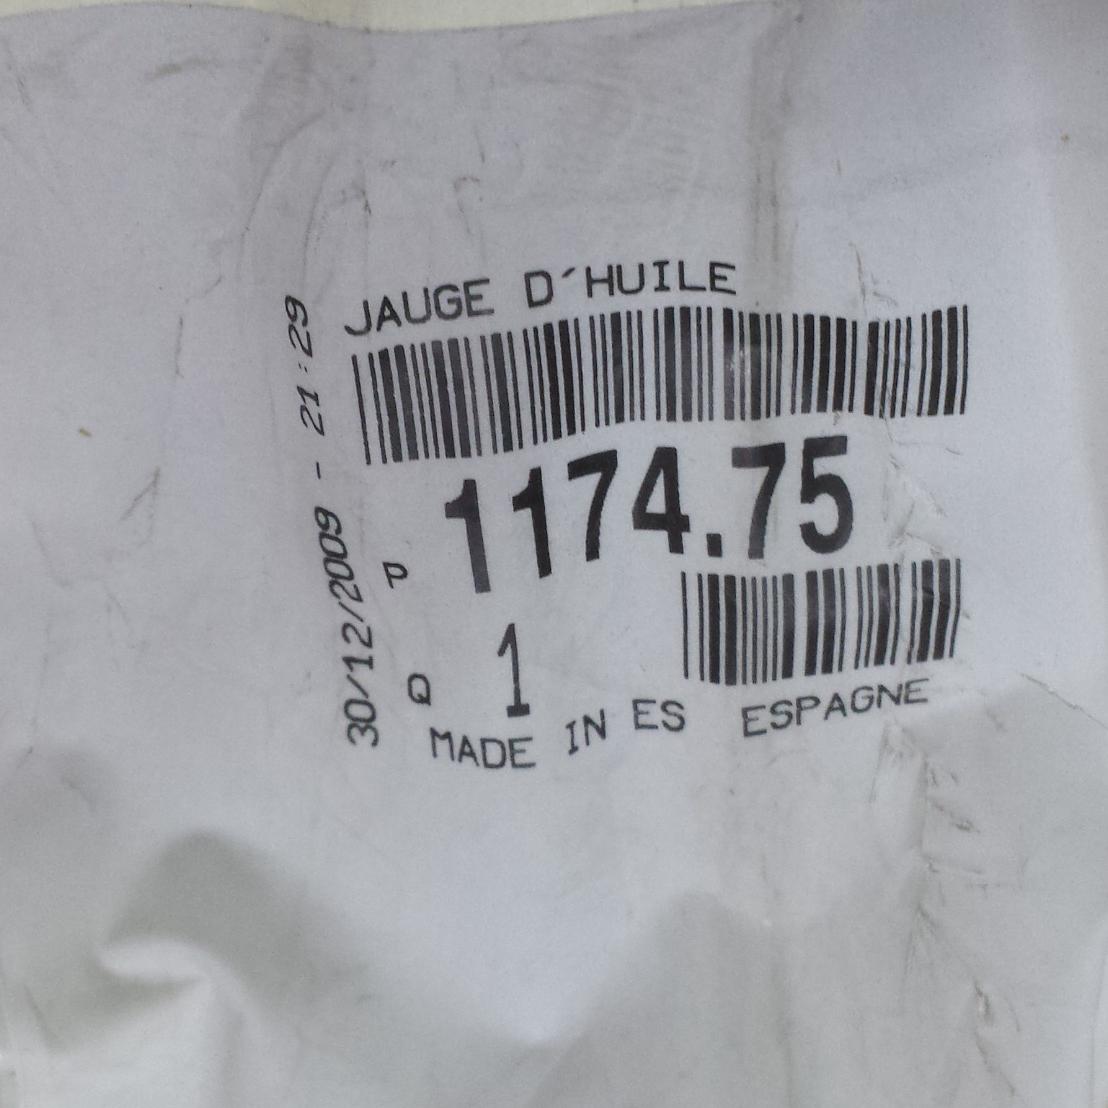 JAUGE D´HUILE
30/12/2009 - 21:29
P 1174.75
Q 1
MADE IN ES ESPAGNE